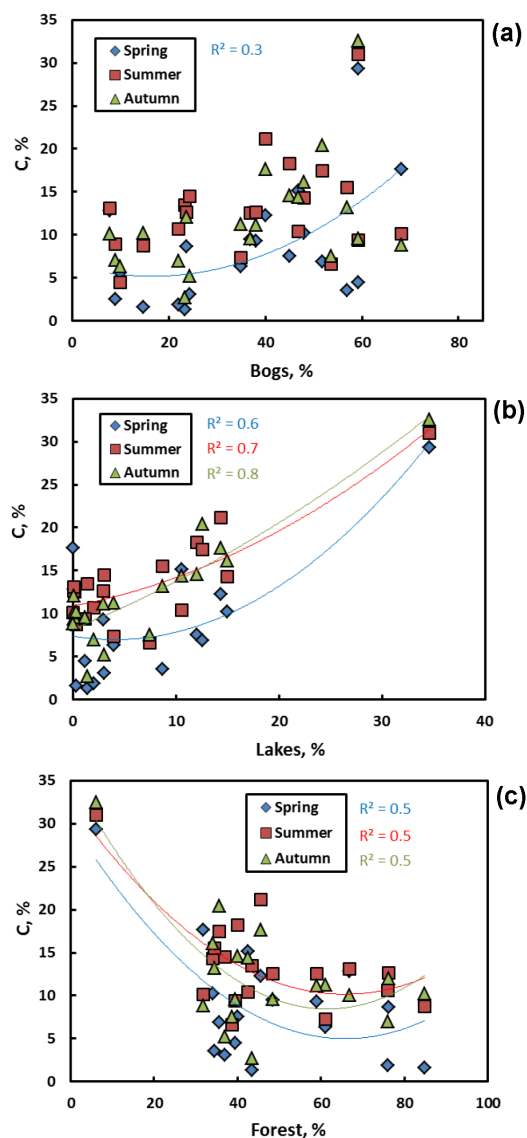 (a)
Spring
Summer
Autumn
R² = 0.3
C, %
35
30
25
20
15
10
5
0
0 20 40 60 80
Bogs, %
(b)
Spring
Summer
Autumn
R² = 0.6
R² = 0.7
R² = 0.8
C, %
35
30
25
20
15
10
5
0
0 10 20 30 40
Lakes, %
(c)
Spring
Summer
Autumn
R² = 0.5
R² = 0.5
R² = 0.5
C, %
35
30
25
20
15
10
5
0
0 20 40 60 80 100
Forest, %